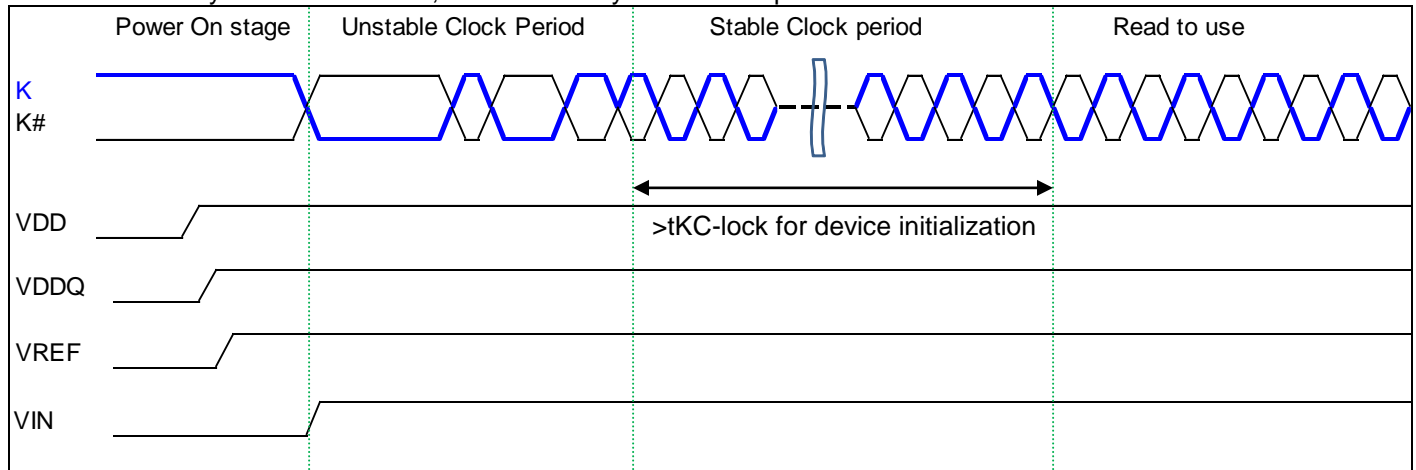 Power On stage
Unstable Clock Period
Stable Clock period
Read to use
K
K#
>tKC-lock for device initialization
VDD
VDDQ
VREF
VIN